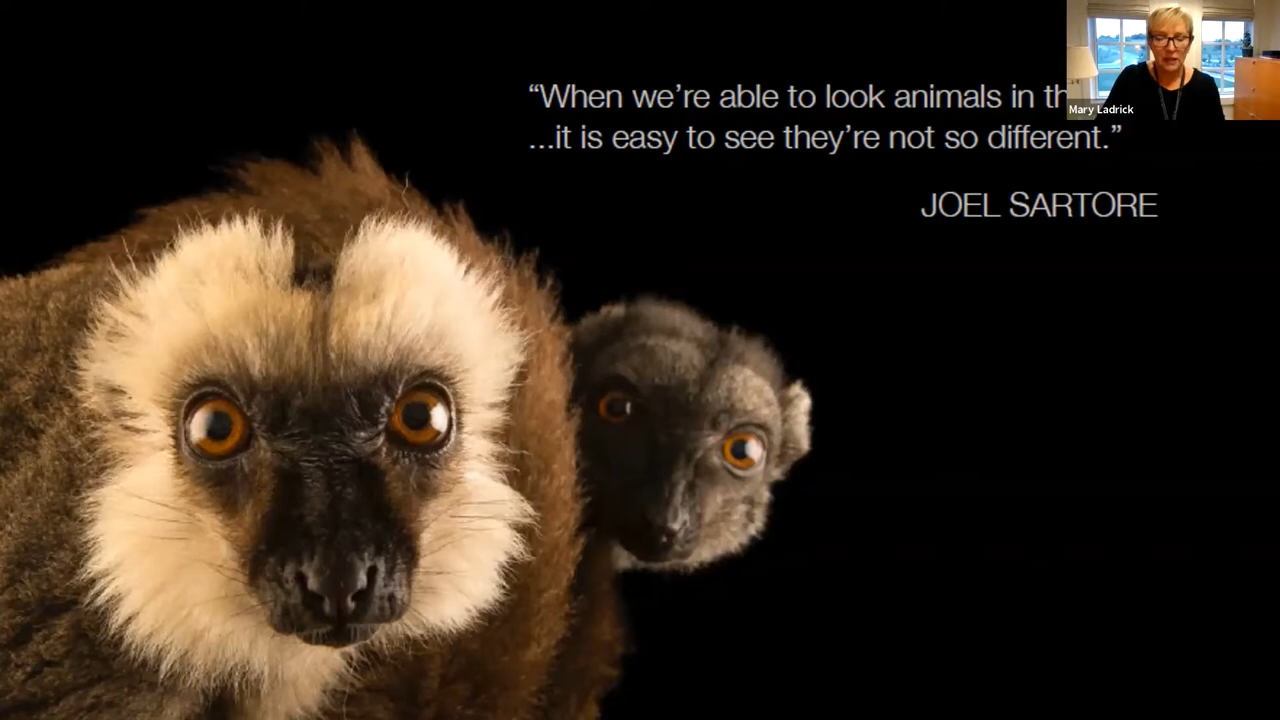 “When we’re able to look animals in th
...it is easy to see they’re not so different.”
JOEL SARTORE
Mary Ladrick